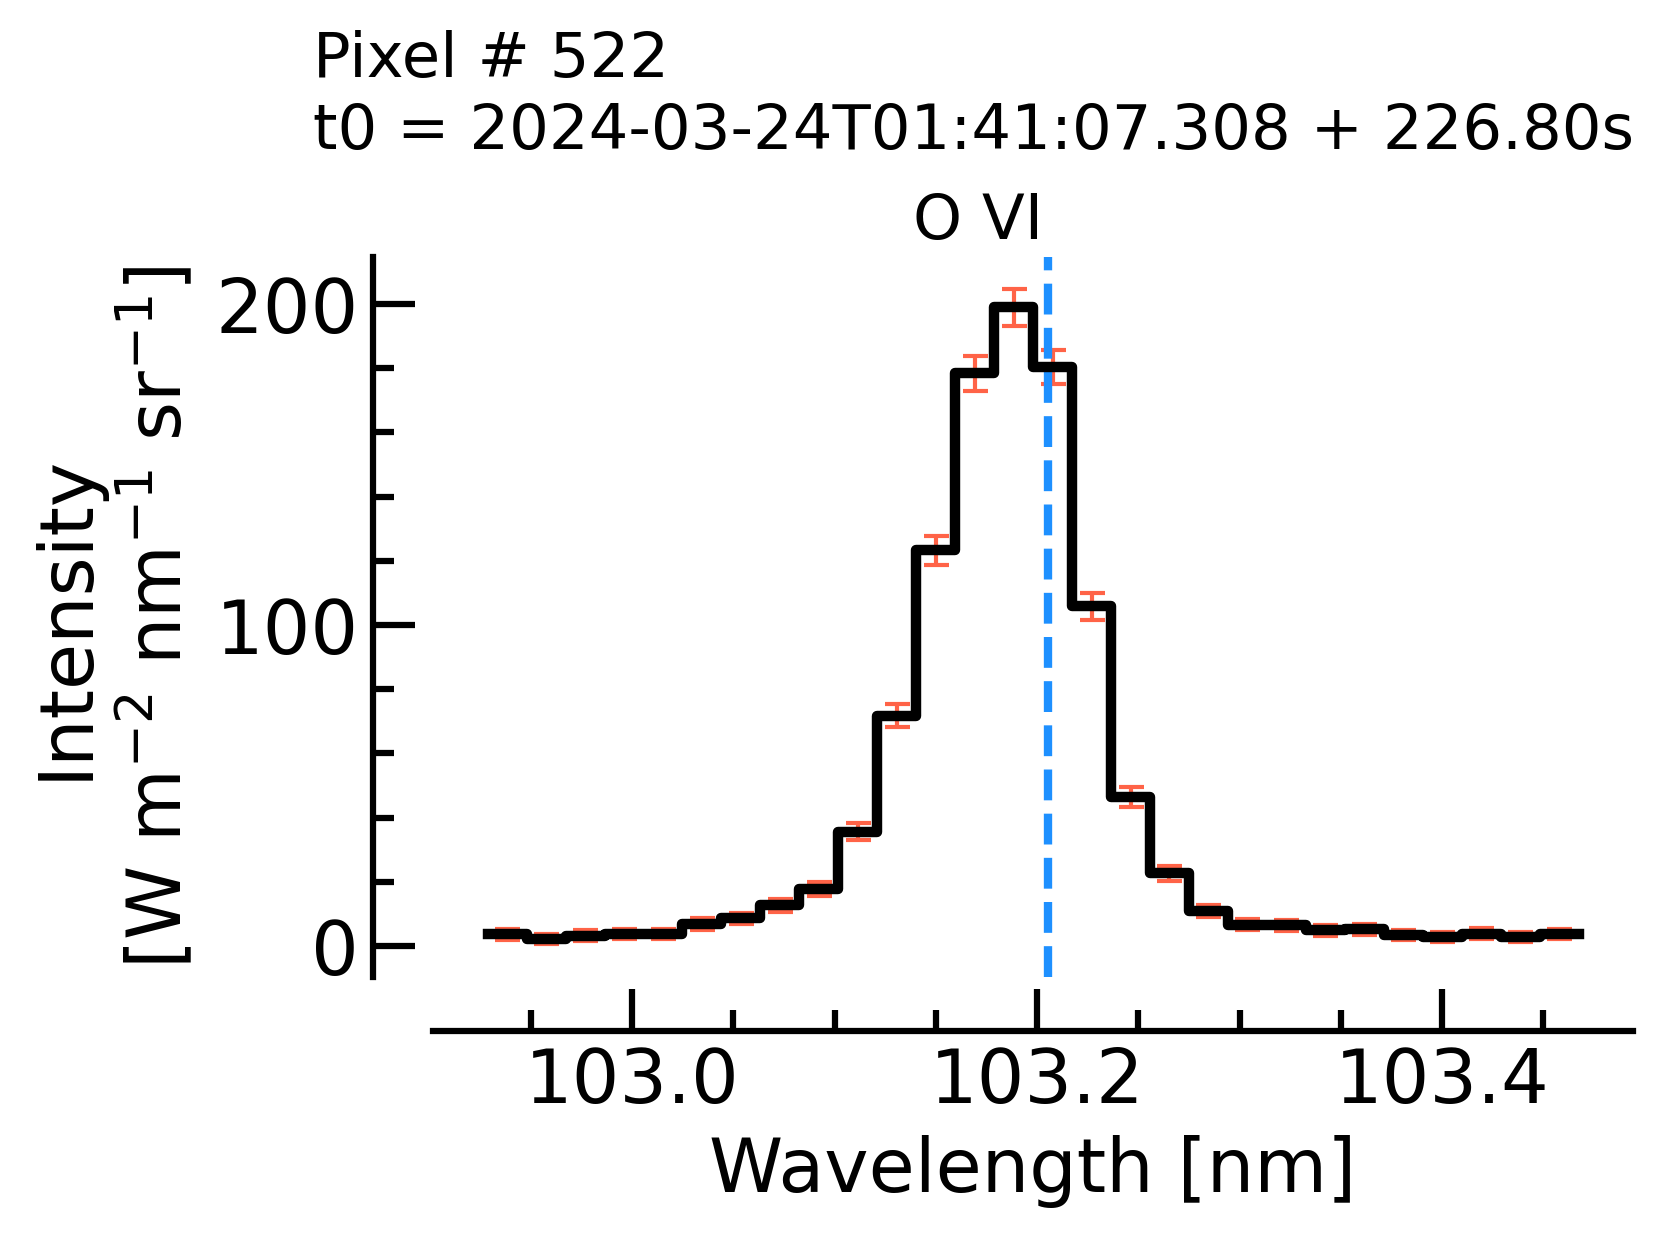 Pixel # 522
t0 = 2024-03-24T01:41:07.308 + 226.80s
O VI
Intensity
[W m⁻² nm⁻¹ sr⁻¹]
200
100
0
103.0 103.2 103.4
Wavelength [nm]